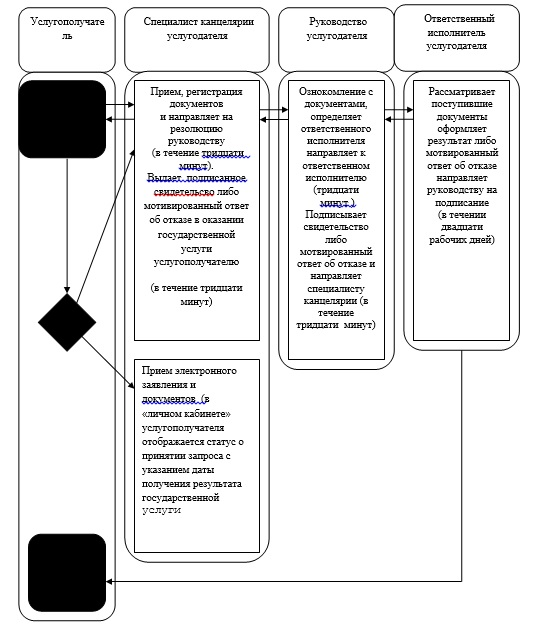 Услугополучате
ль
Специалист канцелярии
услугодателя
Руководство
услугодателя
Ответственный
исполнитель
услугодателя
Прием, регистрация
документов
и направляет на
резолюцию
руководству
(в течение тридцати
минут).
Выдает подписанное
свидетельсво либо
мотивированный ответ
об отказе в оказании
государственной
услуги
услугополучателю
(в течение тридцати
минут)
Ознокомление с
документами,
определяет
ответственного
исполнителя
направляет к
ответственном
исполнителю
(тридцати
минут.)
Подписывает
свидетельство
либо
мотвированный
ответ об отказе и
направляет
специалисту
канцелярии (в
течение
тридцати минут)
Рассматривает
поступившие
документы
оформляет
результат либо
мотвированный
ответ об отказе
направляет
руководству на
подписание
(в течении
двадцати
рабочих дней)
Прием электронного
заявления и
документов (в
«личном кабинете»
услугополучателя
отображается статус о
принятии запроса с
указанием даты
получения результата
государственной
услуги